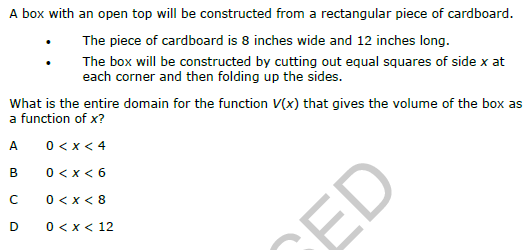 A box with an open top will be constructed from a rectangular piece of cardboard.
• The piece of cardboard is 8 inches wide and 12 inches long.
• The box will be constructed by cutting out equal squares of side x at
each corner and then folding up the sides.
What is the entire domain for the function V(x) that gives the volume of the box as
a function of x?
A 0 < x < 4
B 0 < x < 6
C 0 < x < 8
D 0 < x < 12